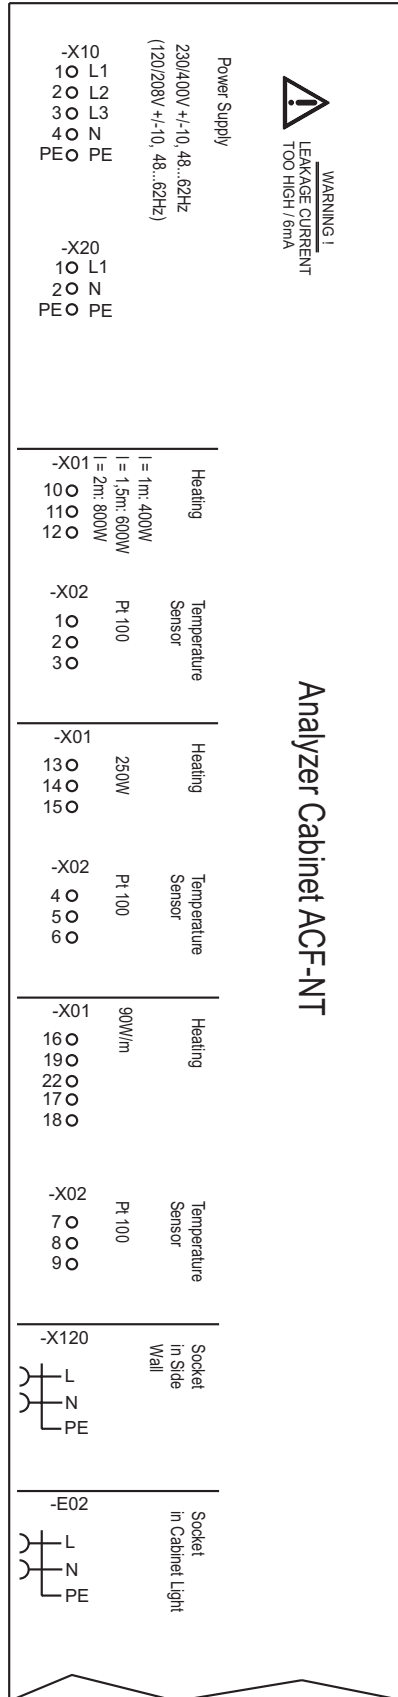 -X10
1 L1
2 L2
3 L3
4 N
PE PE
Power Supply
230/400V +/-10, 48...62Hz
(120/208V +/-10, 48...62Hz)
WARNING !
LEAKAGE CURRENT
TOO HIGH / 6mA
-X20
1 L1
2 N
PE PE
Analyzer Cabinet ACF-NT
-X01
10
11
12
Heating
l = 1m: 400W
l = 1,5m: 600W
l = 2m: 800W
-X02
1
2
3
Temperature
Sensor
Pt 100
-X01
13
14
15
Heating
250W
-X02
4
5
6
Temperature
Sensor
Pt 100
-X01
16
19
22
17
18
Heating
90W/m
-X02
7
8
9
Temperature
Sensor
Pt 100
-X120
L
N
PE
Socket
in Side
Wall
-E02
L
N
PE
Socket
in Cabinet Light